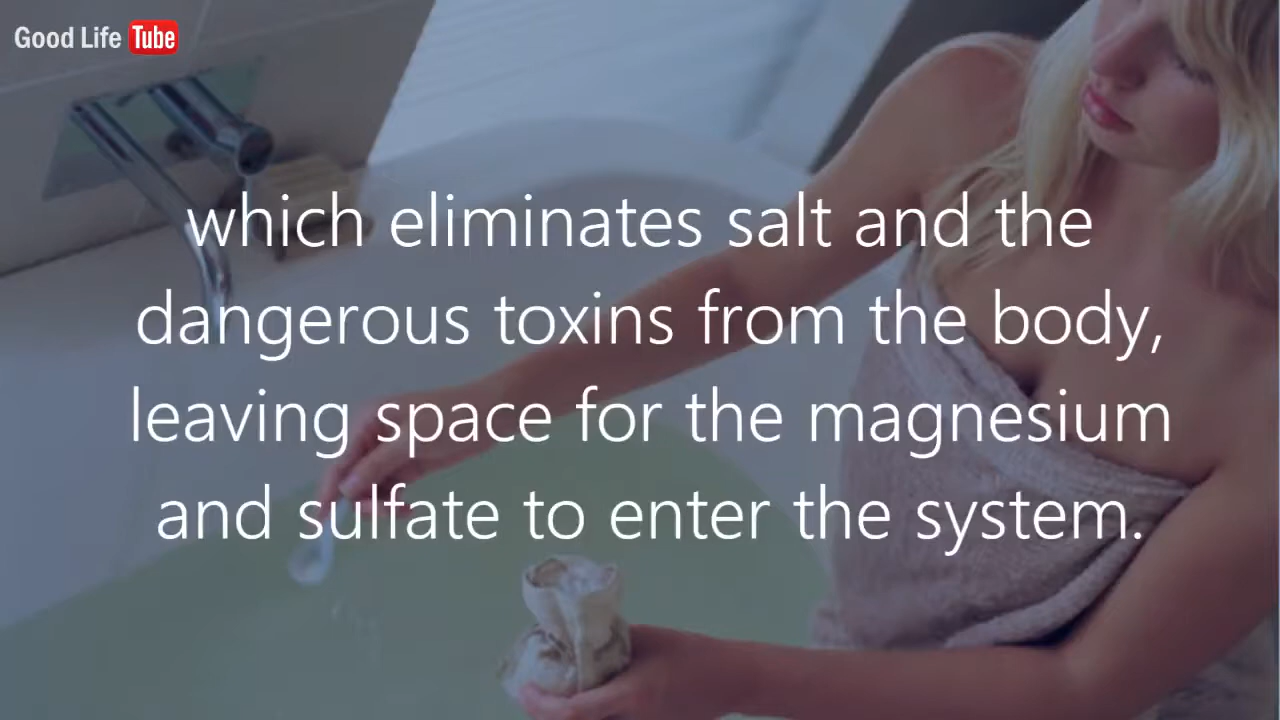 Good Life Tube
which eliminates salt and the
dangerous toxins from the body,
leaving space for the magnesium
and sulfate to enter the system.